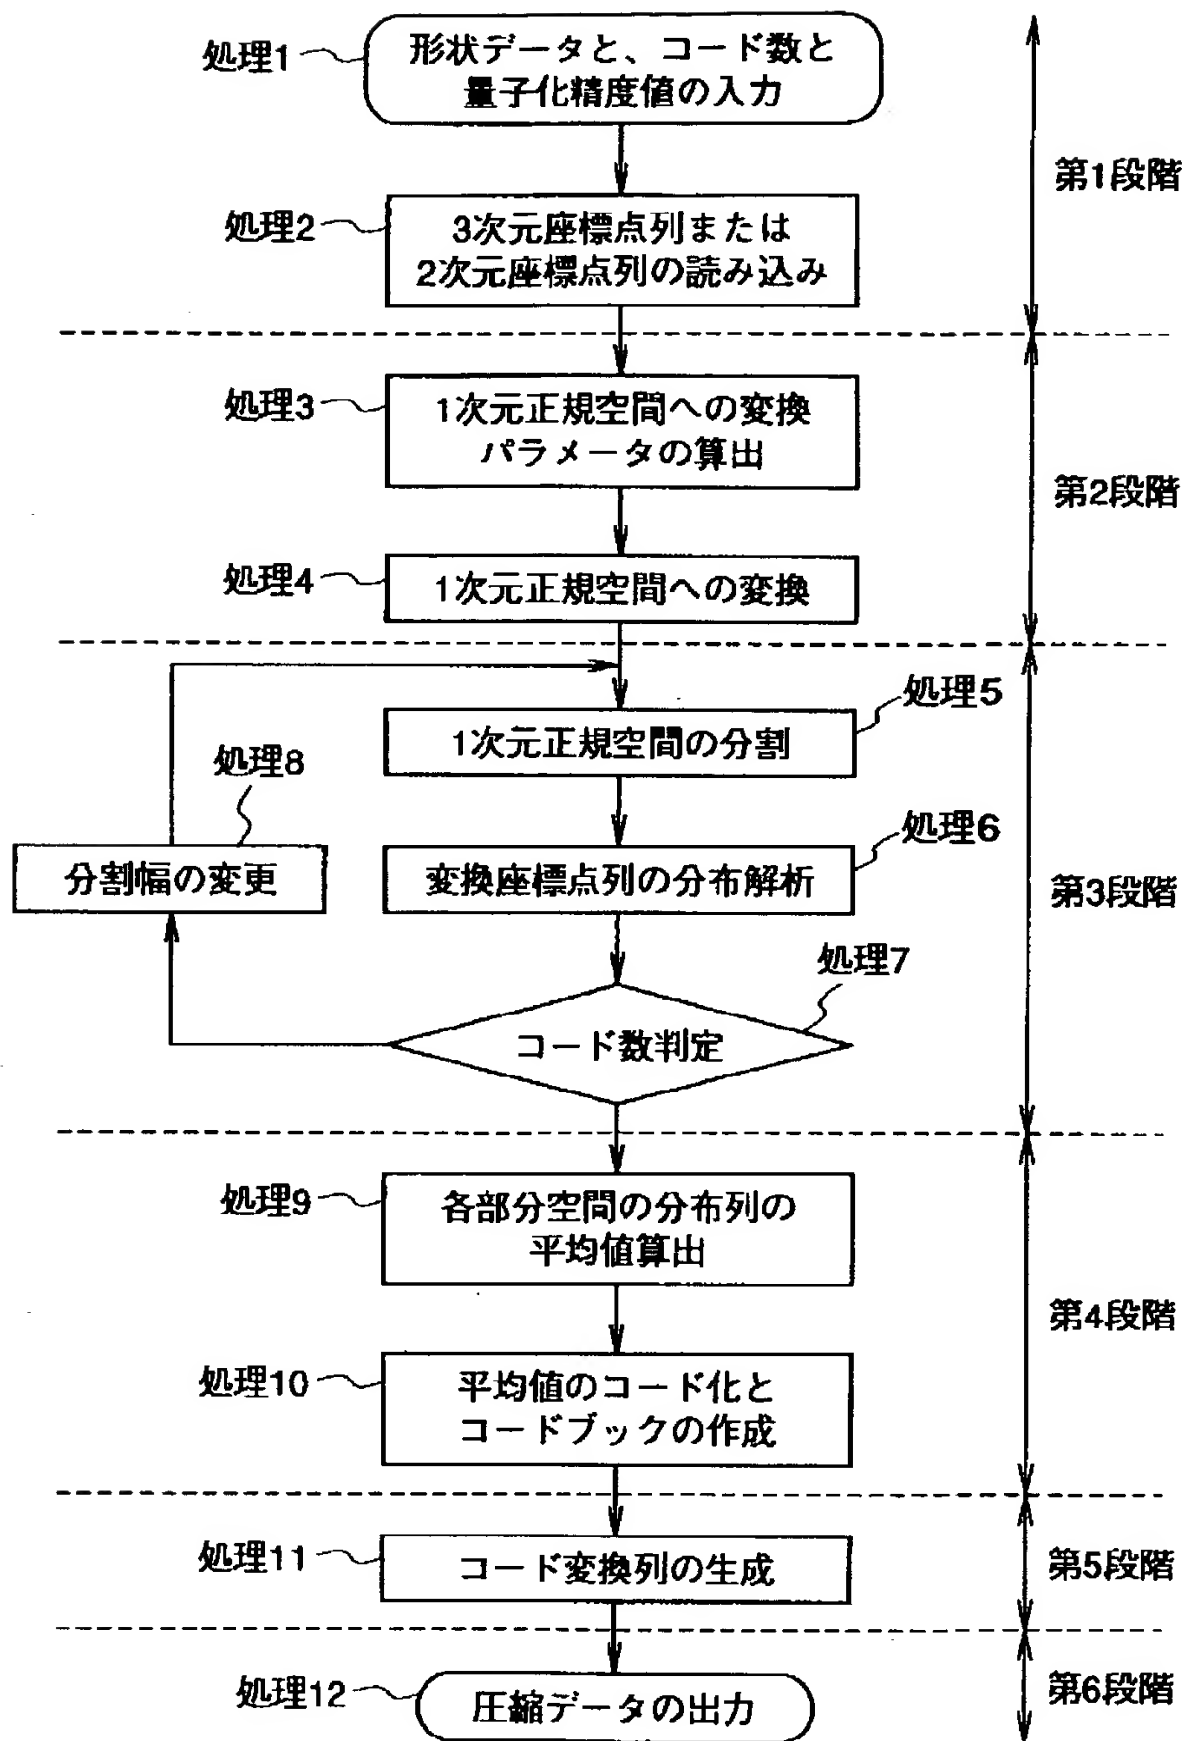 処理1
形状データと、コード数と
量子化精度値の入力
第1段階
処理2
3次元座標点列または
2次元座標点列の読み込み
処理3
1次元正規空間への変換
パラメータの算出
第2段階
処理4
1次元正規空間への変換
処理5
1次元正規空間の分割
処理8
分割幅の変更
処理6
変換座標点列の分布解析
第3段階
処理7
コード数判定
処理9
各部分空間の分布列の
平均値算出
第4段階
処理10
平均値のコード化と
コードブックの作成
処理11
コード変換列の生成
第5段階
処理12
圧縮データの出力
第6段階